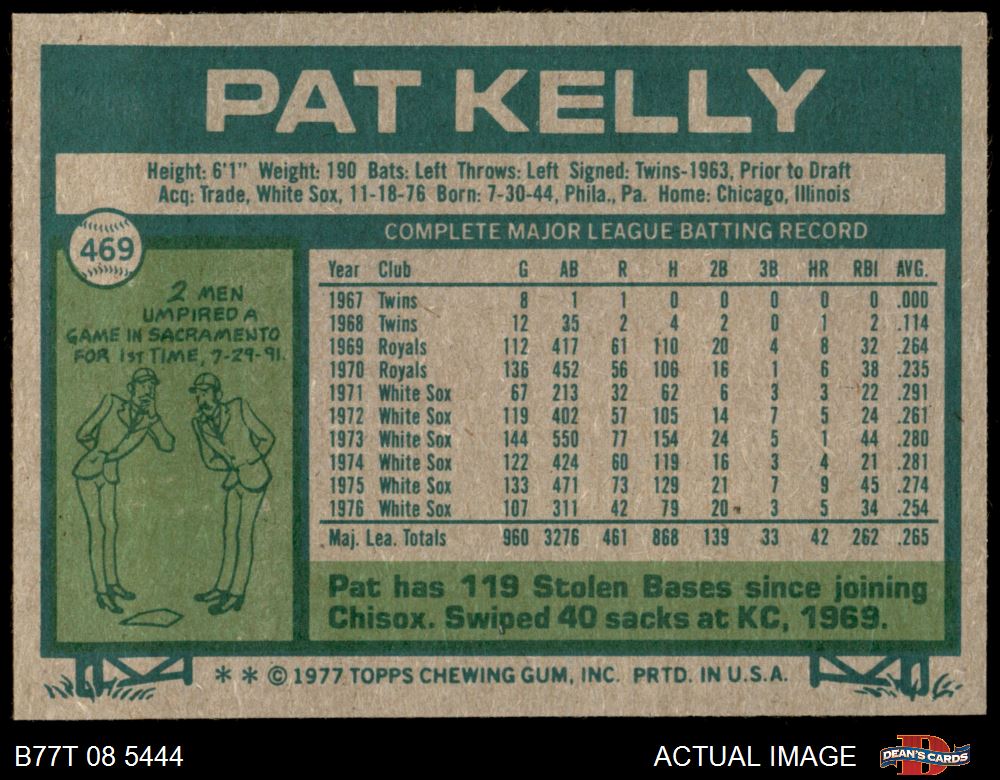 PAT KELLY
Height: 6'1" Weight: 190 Bats: Left Throws: Left Signed: Twins-1963, Prior to Draft
Acq: Trade, White Sox, 11-18-76 Born: 7-30-44, Phila., Pa. Home: Chicago, Illinois
469
2 MEN
UMPIRED A
GAME IN SACRAMENTO
FOR 1ST TIME, 7-29-91.
COMPLETE MAJOR LEAGUE BATTING RECORD
Year Club G AB R H 2B 3B HR RBI AVG.
1967 Twins 8 1 1 0 0 0 0 0 .000
1968 Twins 12 35 2 4 2 0 1 2 .114
1969 Royals 112 417 61 110 20 4 8 32 .264
1970 Royals 136 452 56 106 16 1 6 38 .235
1971 White Sox 67 213 32 62 6 3 3 22 .291
1972 White Sox 119 402 57 105 14 7 5 24 .261
1973 White Sox 144 550 77 154 24 5 1 44 .280
1974 White Sox 122 424 60 119 16 3 4 21 .281
1975 White Sox 133 471 73 129 21 7 9 45 .274
1976 White Sox 107 311 42 79 20 3 5 34 .254
Maj. Lea. Totals 960 3276 461 868 139 33 42 262 .265
Pat has 119 Stolen Bases since joining
Chisox. Swiped 40 sacks at KC, 1969.
* * © 1977 TOPPS CHEWING GUM, INC. PRTD. IN U.S.A.
B77T 08 5444
ACTUAL IMAGE
DEAN'S CARDS